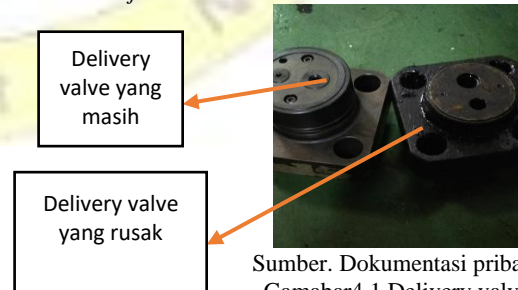 Delivery
valve yang
masih
Delivery valve
yang rusak
Sumber. Dokumentasi priba
Gamabar4.1 Delivery valv